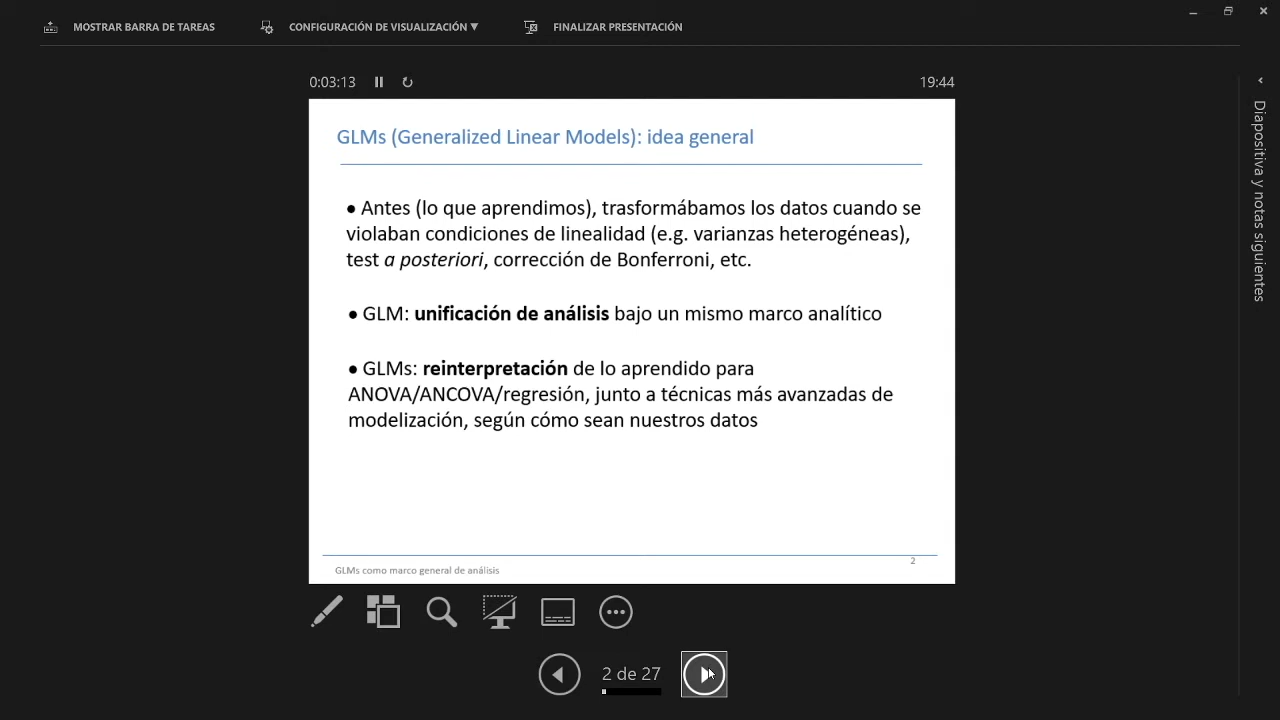 MOSTRAR BARRA DE TAREAS
CONFIGURACIÓN DE VISUALIZACIÓN ▼
FINALIZAR PRESENTACIÓN
0:03:13
19:44
GLMs (Generalized Linear Models): idea general
• Antes (lo que aprendimos), trasformábamos los datos cuando se
violaban condiciones de linealidad (e.g. varianzas heterogéneas),
test a posteriori, corrección de Bonferroni, etc.
• GLM: unificación de análisis bajo un mismo marco analítico
• GLMs: reinterpretación de lo aprendido para
ANOVA/ANCOVA/regresión, junto a técnicas más avanzadas de
modelización, según cómo sean nuestros datos
2
GLMs como marco general de análisis
2 de 27
Diapositiva y notas siguientes